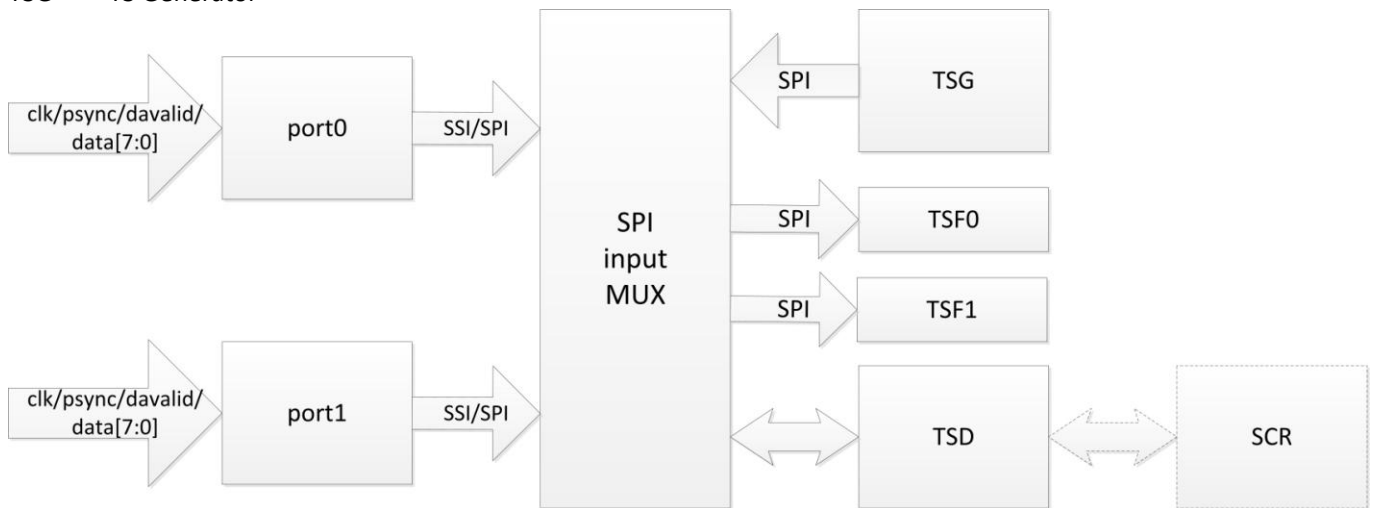 TSG TS Generator
clk/psync/davalid/
data[7:0]
port0
SSI/SPI
SPI
input
MUX
SPI
TSG
SPI
TSF0
SPI
TSF1
clk/psync/davalid/
data[7:0]
port1
SSI/SPI
TSD
SCR